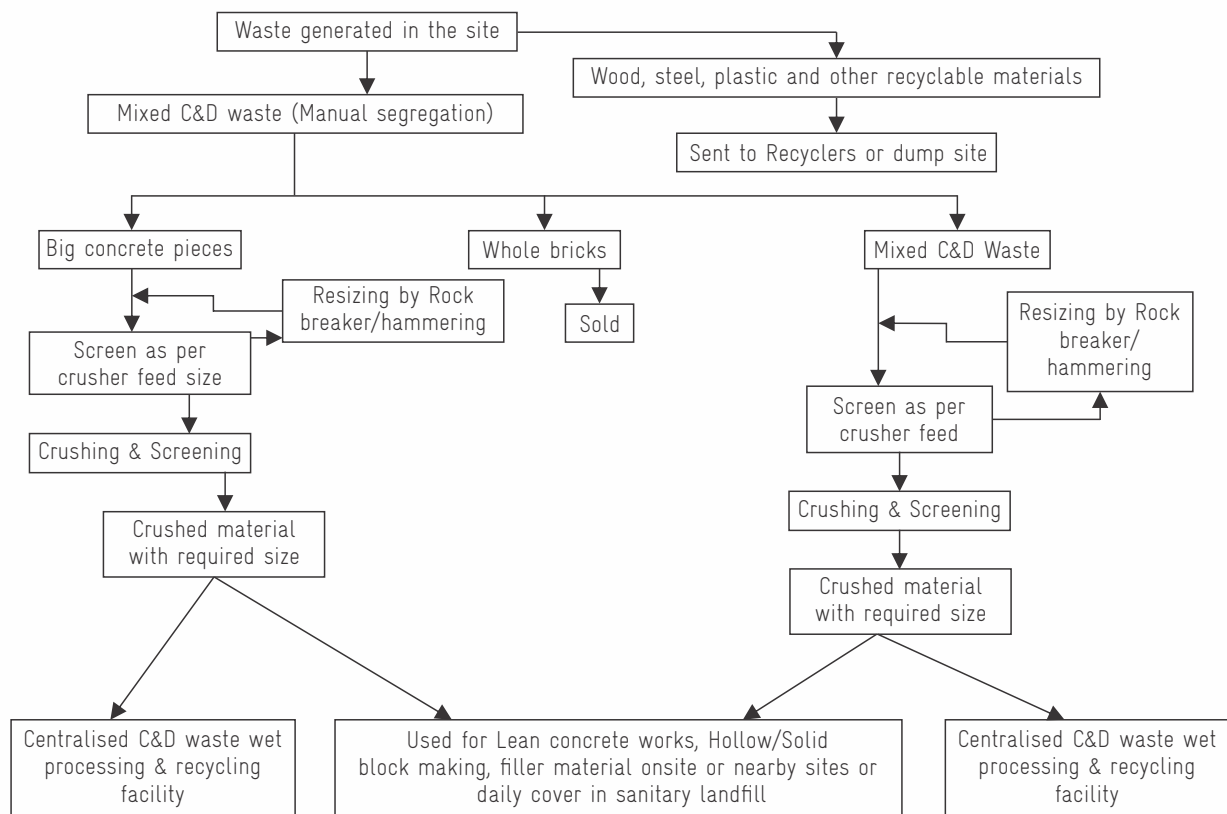 Waste generated in the site
Wood, steel, plastic and other recyclable materials
Mixed C&D waste (Manual segregation)
Sent to Recyclers or dump site
Big concrete pieces
Whole bricks
Mixed C&D Waste
Resizing by Rock
breaker/hammering
Sold
Resizing by Rock
breaker/
hammering
Screen as per
crusher feed size
Screen as per
crusher feed
Crushing & Screening
Crushing & Screening
Crushed material
with required size
Crushed material
with required size
Centralised C&D waste wet
processing & recycling
facility
Used for Lean concrete works, Hollow/Solid
block making, filler material onsite or nearby sites or
daily cover in sanitary landfill
Centralised C&D waste wet
processing & recycling
facility